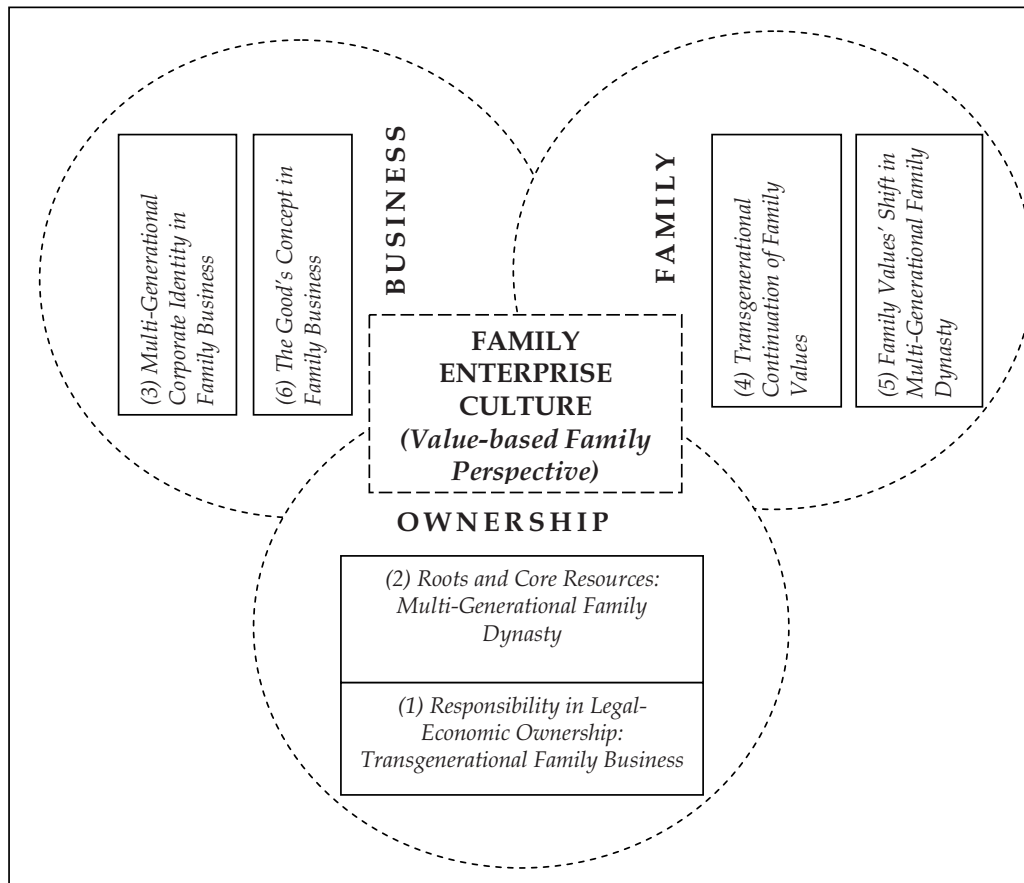 BUSINESS
(3) Multi-Generational
Corporate Identity in
Family Business
(6) The Good's Concept in
Family Business
FAMILY
(4) Transgenerational
Continuation of Family
Values
(5) Family Values' Shift in
Multi-Generational Family
Dynasty
FAMILY
ENTERPRISE
CULTURE
(Value-based Family
Perspective)
OWNERSHIP
(2) Roots and Core Resources:
Multi-Generational Family
Dynasty
(1) Responsibility in Legal-
Economic Ownership:
Transgenerational Family Business